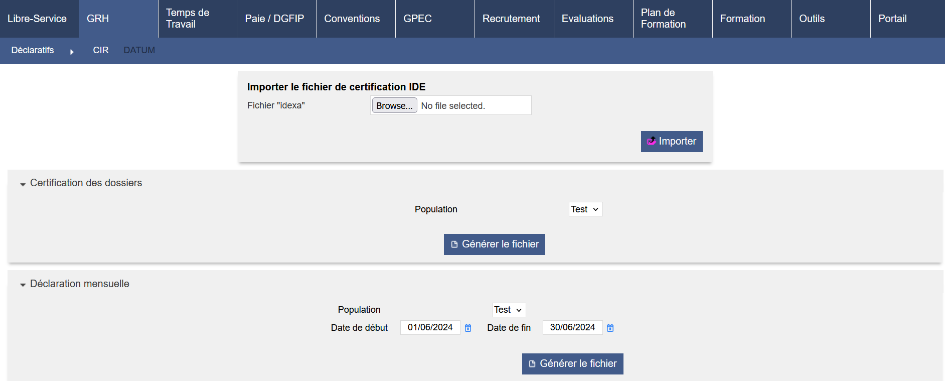 Libre-Service GRH Temps de Travail Paie / DGFIP Conventions GPEC Recrutement Evaluations Plan de Formation Formation Outils Portail
Déclaratifs CIR DATUM
Importer le fichier de certification IDE
Fichier "idexa" Browse... No file selected.
Importer
Certification des dossiers
Population Test
Générer le fichier
Déclaration mensuelle
Population Test
Date de début 01/06/2024 Date de fin 30/06/2024
Générer le fichier